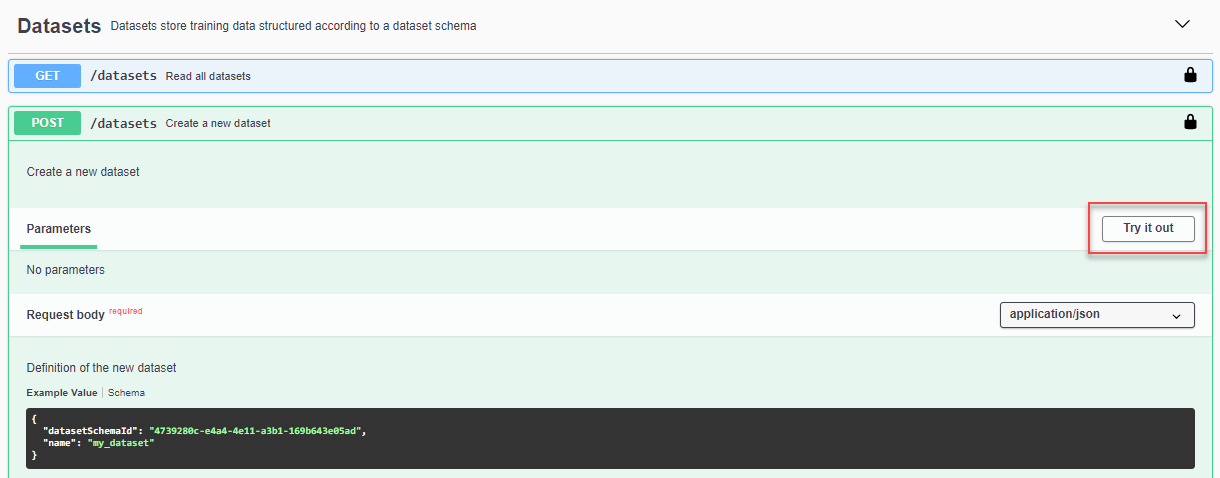 Datasets Datasets store training data structured according to a dataset schema
GET /datasets Read all datasets
POST /datasets Create a new dataset
Create a new dataset
Parameters Try it out
No parameters
Request body required application/json
Definition of the new dataset
Example Value Schema
{
"datasetSchemaId": "4739280c-e4a4-4e11-a3b1-169b643e05ad",
"name": "my_dataset"
}